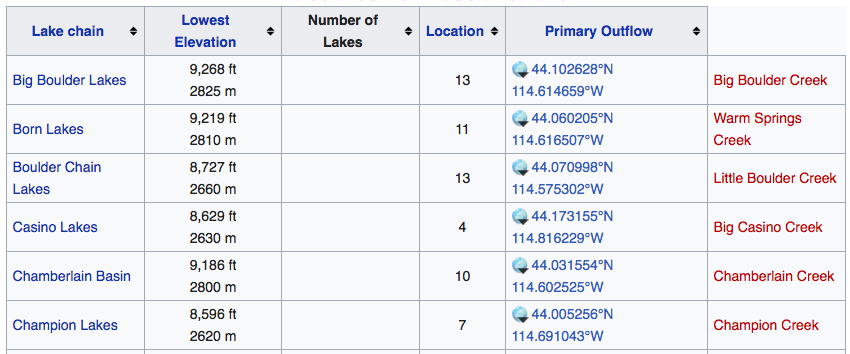 Lake chain Lowest Elevation Number of Lakes Location Primary Outflow
Big Boulder Lakes 9,268 ft 2825 m 13 44.102628°N 114.614659°W Big Boulder Creek
Born Lakes 9,219 ft 2810 m 11 44.060205°N 114.616507°W Warm Springs Creek
Boulder Chain Lakes 8,727 ft 2660 m 13 44.070998°N 114.575302°W Little Boulder Creek
Casino Lakes 8,629 ft 2630 m 4 44.173155°N 114.816229°W Big Casino Creek
Chamberlain Basin 9,186 ft 2800 m 10 44.031554°N 114.602525°W Chamberlain Creek
Champion Lakes 8,596 ft 2620 m 7 44.005256°N 114.691043°W Champion Creek